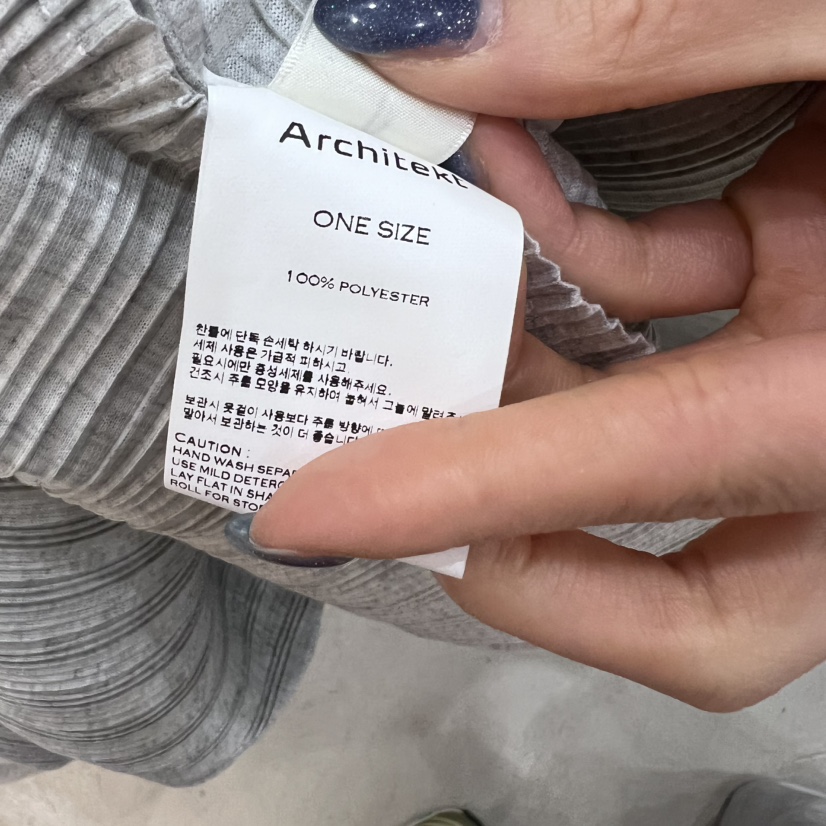 Architekt
ONE SIZE
100% POLYESTER
찬물에 단독 손세탁 하시기 바랍니다.
세제 사용은 가급적 피하시고,
필요시에만 중성세제를 사용해주세요.
건조시 주름 모양을 유지하여 눕혀서 그늘에 말려주
보관시 옷걸이 사용보다 주름 방향에
말아서 보관하는 것이 더 좋습니다
CAUTION :
HAND WASH SEPAR
USE MILD DETERG
LAY FLAT IN SHA
ROLL FOR STOR